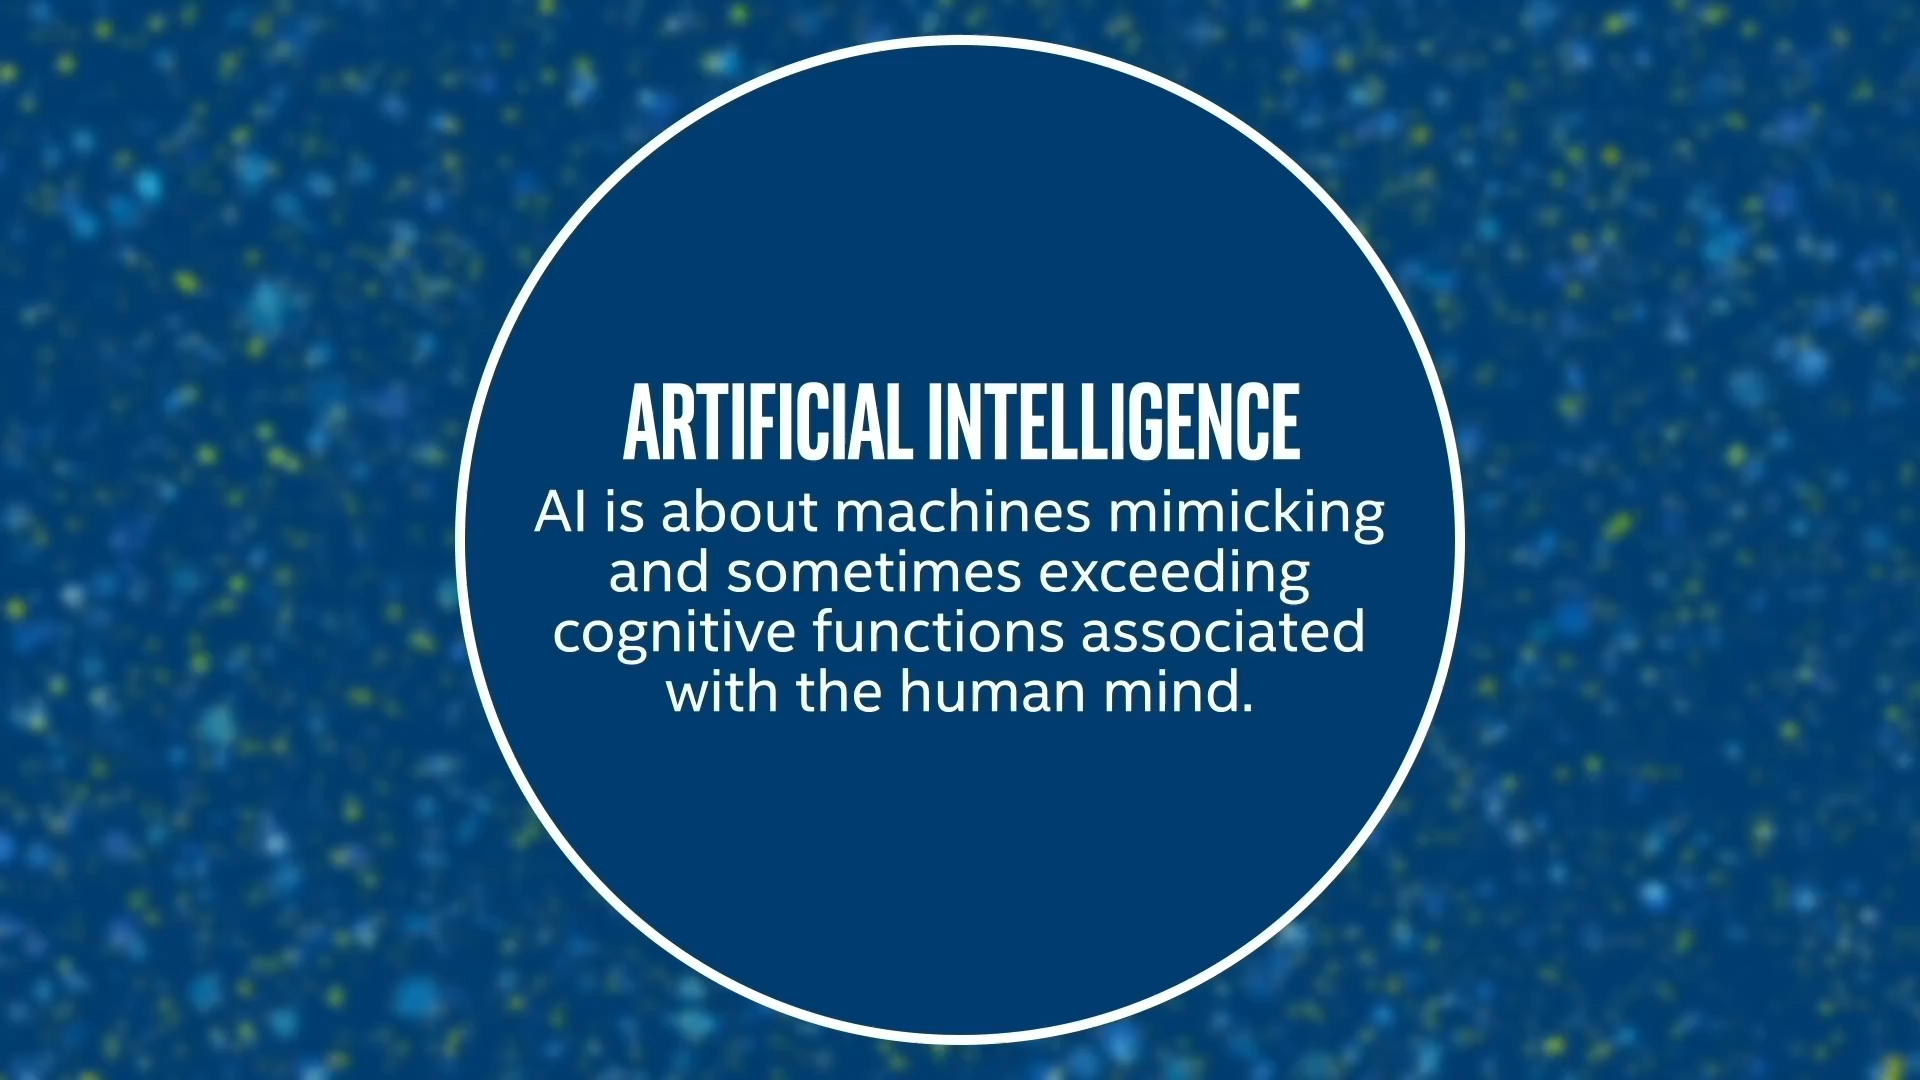 ARTIFICIAL INTELLIGENCE
AI is about machines mimicking
and sometimes exceeding
cognitive functions associated
with the human mind.